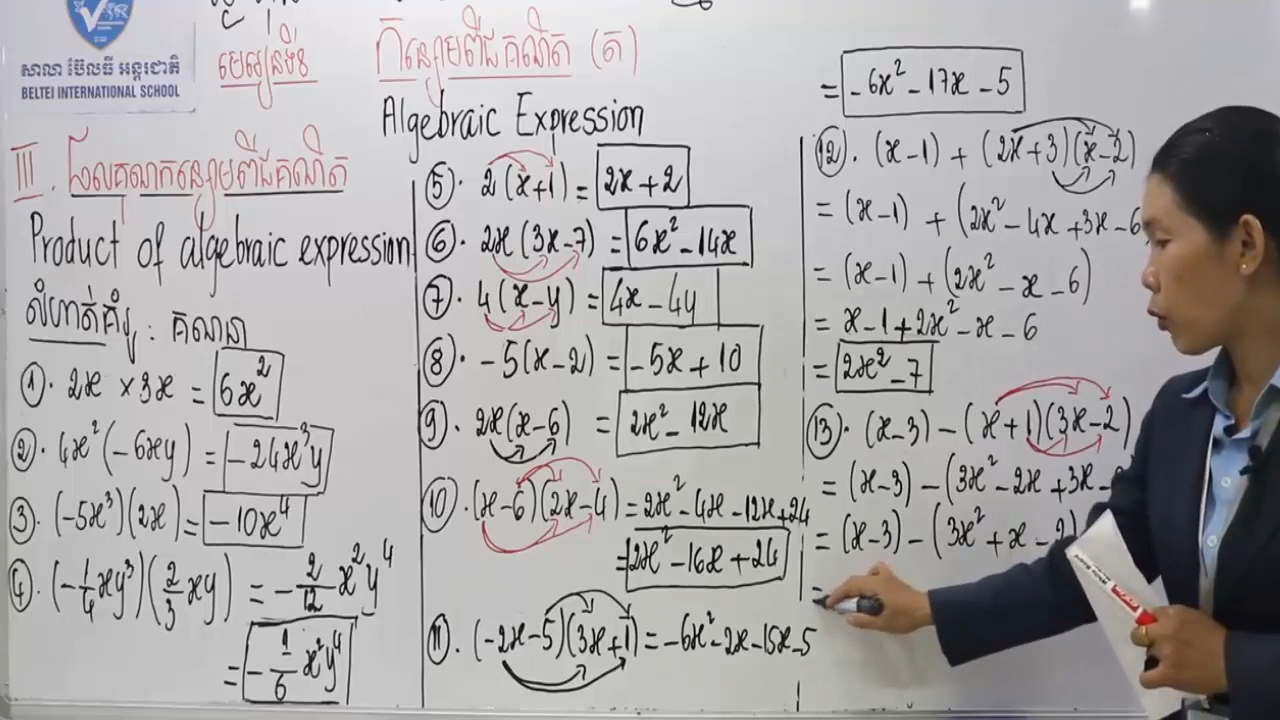 សាលា ប៊ែលធី អន្តរជាតិ
BELTEI INTERNATIONAL SCHOOL
មេរៀនទី៖
កន្សោមពីជគណិត (ត)
Algebraic Expression
III. ផលគុណកន្សោមពីជគណិត
Product of algebraic expression
លំហាត់គំរូ : គណនា
①. 2x × 3x = 6x²
②. 4x² (-6xy) = -24x³y
③. (-5x³)(2x) = -10x⁴
④. (-1/4 xy³)(2/3 xy) = -2/12 x²y⁴
= -1/6 x²y⁴
⑤. 2(x+1) = 2x+2
⑥. 2x(3x-7) = 6x²-14x
⑦. 4(x-y) = 4x-4y
⑧. -5(x-2) = -5x+10
⑨. 2x(x-6) = 2x²-12x
⑩. (x-6)(2x-4) = 2x²-4x-12x+24
= 2x²-16x+24
⑪. (-2x-5)(3x+1) = -6x²-2x-15x-5
= -6x²-17x-5
⑫. (x-1) + (2x+3)(x-2)
= (x-1) + (2x²-4x+3x-6
= (x-1) + (2x²-x-6)
= x-1+2x²-x-6
= 2x²-7
⑬. (x-3) - (x+1)(3x-2)
= (x-3) - (3x²-2x+3x-
= (x-3) - (3x²+x-2)
=